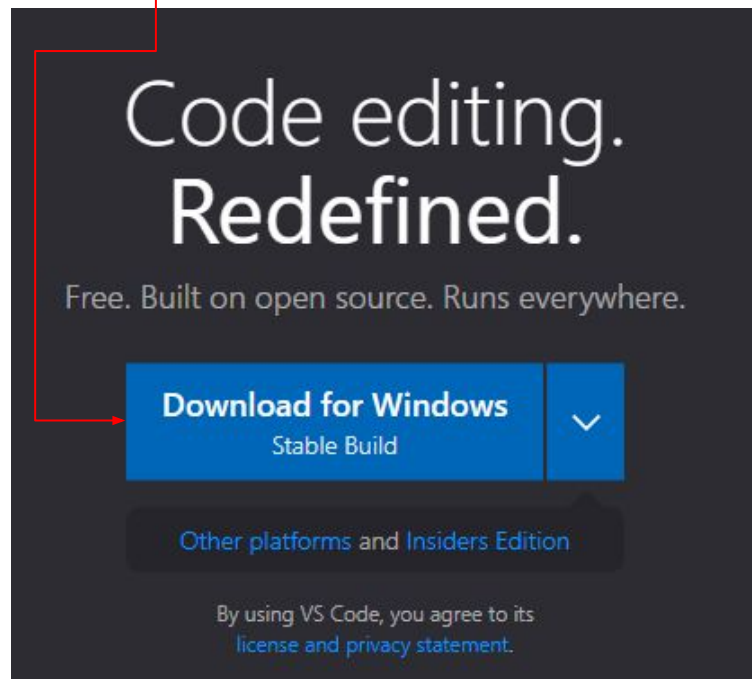 Code editing.
Redefined.
Free. Built on open source. Runs everywhere.
Download for Windows
Stable Build
Other platforms and Insiders Edition
By using VS Code, you agree to its
license and privacy statement.